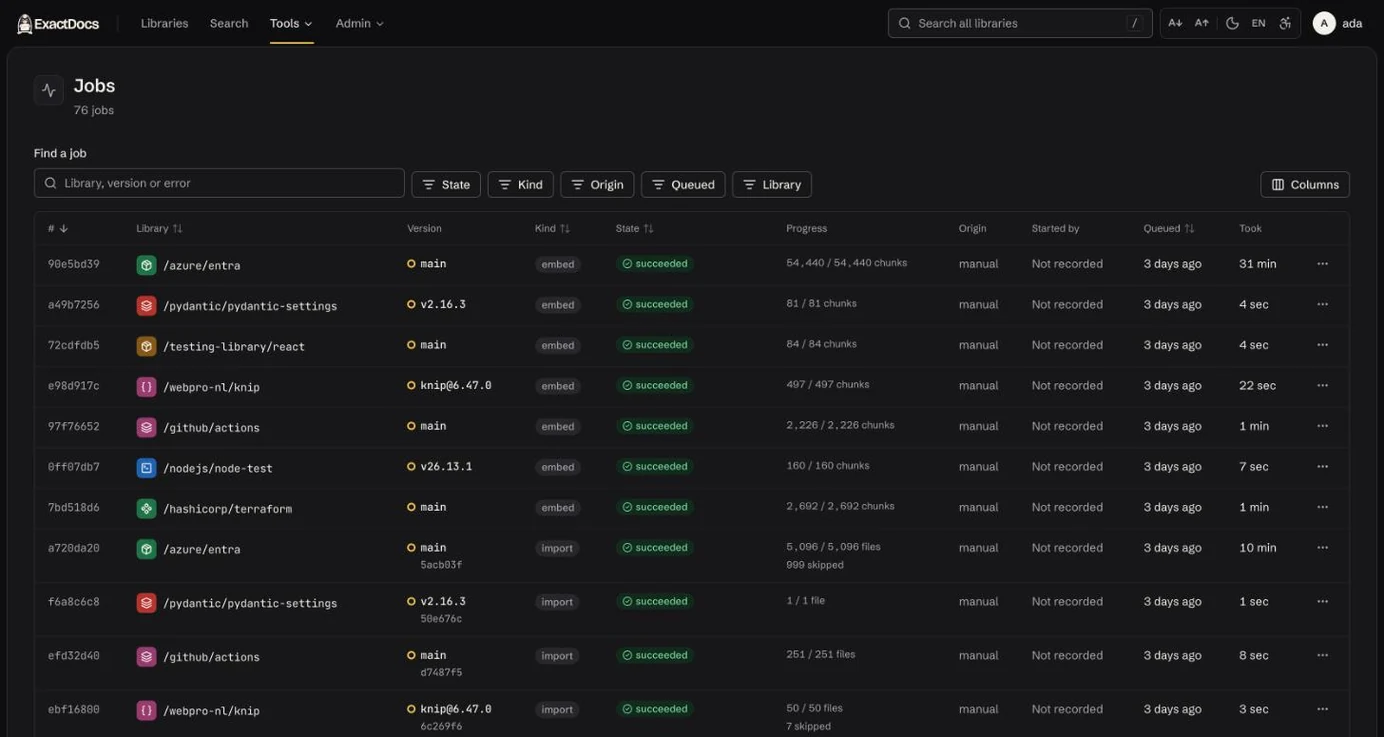 ExactDocs Libraries Search Tools Admin Search all libraries / A↓ A↑ EN A ada
Jobs
76 jobs
Find a job
Library, version or error State Kind Origin Queued Library Columns
# ↓ Library ↑↓ Version Kind ↑↓ State ↑↓ Progress Origin Started by Queued ↑↓ Took
90e5bd39 /azure/entra main embed succeeded 54,440 / 54,440 chunks manual Not recorded 3 days ago 31 min ...
a49b7256 /pydantic/pydantic-settings v2.16.3 embed succeeded 81 / 81 chunks manual Not recorded 3 days ago 4 sec ...
72cdfdb5 /testing-library/react main embed succeeded 84 / 84 chunks manual Not recorded 3 days ago 4 sec ...
e98d917c {} /webpro-nl/knip knip@6.47.0 embed succeeded 497 / 497 chunks manual Not recorded 3 days ago 22 sec ...
97f76652 /github/actions main embed succeeded 2,226 / 2,226 chunks manual Not recorded 3 days ago 1 min ...
0ff07db7 /nodejs/node-test v26.13.1 embed succeeded 160 / 160 chunks manual Not recorded 3 days ago 7 sec ...
7bd518d6 /hashicorp/terraform main embed succeeded 2,692 / 2,692 chunks manual Not recorded 3 days ago 1 min ...
a720da20 /azure/entra main import succeeded 5,096 / 5,096 files manual Not recorded 3 days ago 10 min ...
5acb03f 999 skipped
f6a8c6c8 /pydantic/pydantic-settings v2.16.3 import succeeded 1 / 1 file manual Not recorded 3 days ago 1 sec ...
50e676c
efd32d40 /github/actions main import succeeded 251 / 251 files manual Not recorded 3 days ago 8 sec ...
d7487f5
ebf16800 {} /webpro-nl/knip knip@6.47.0 import succeeded 50 / 50 files manual Not recorded 3 days ago 3 sec ...
6c269f6 7 skipped